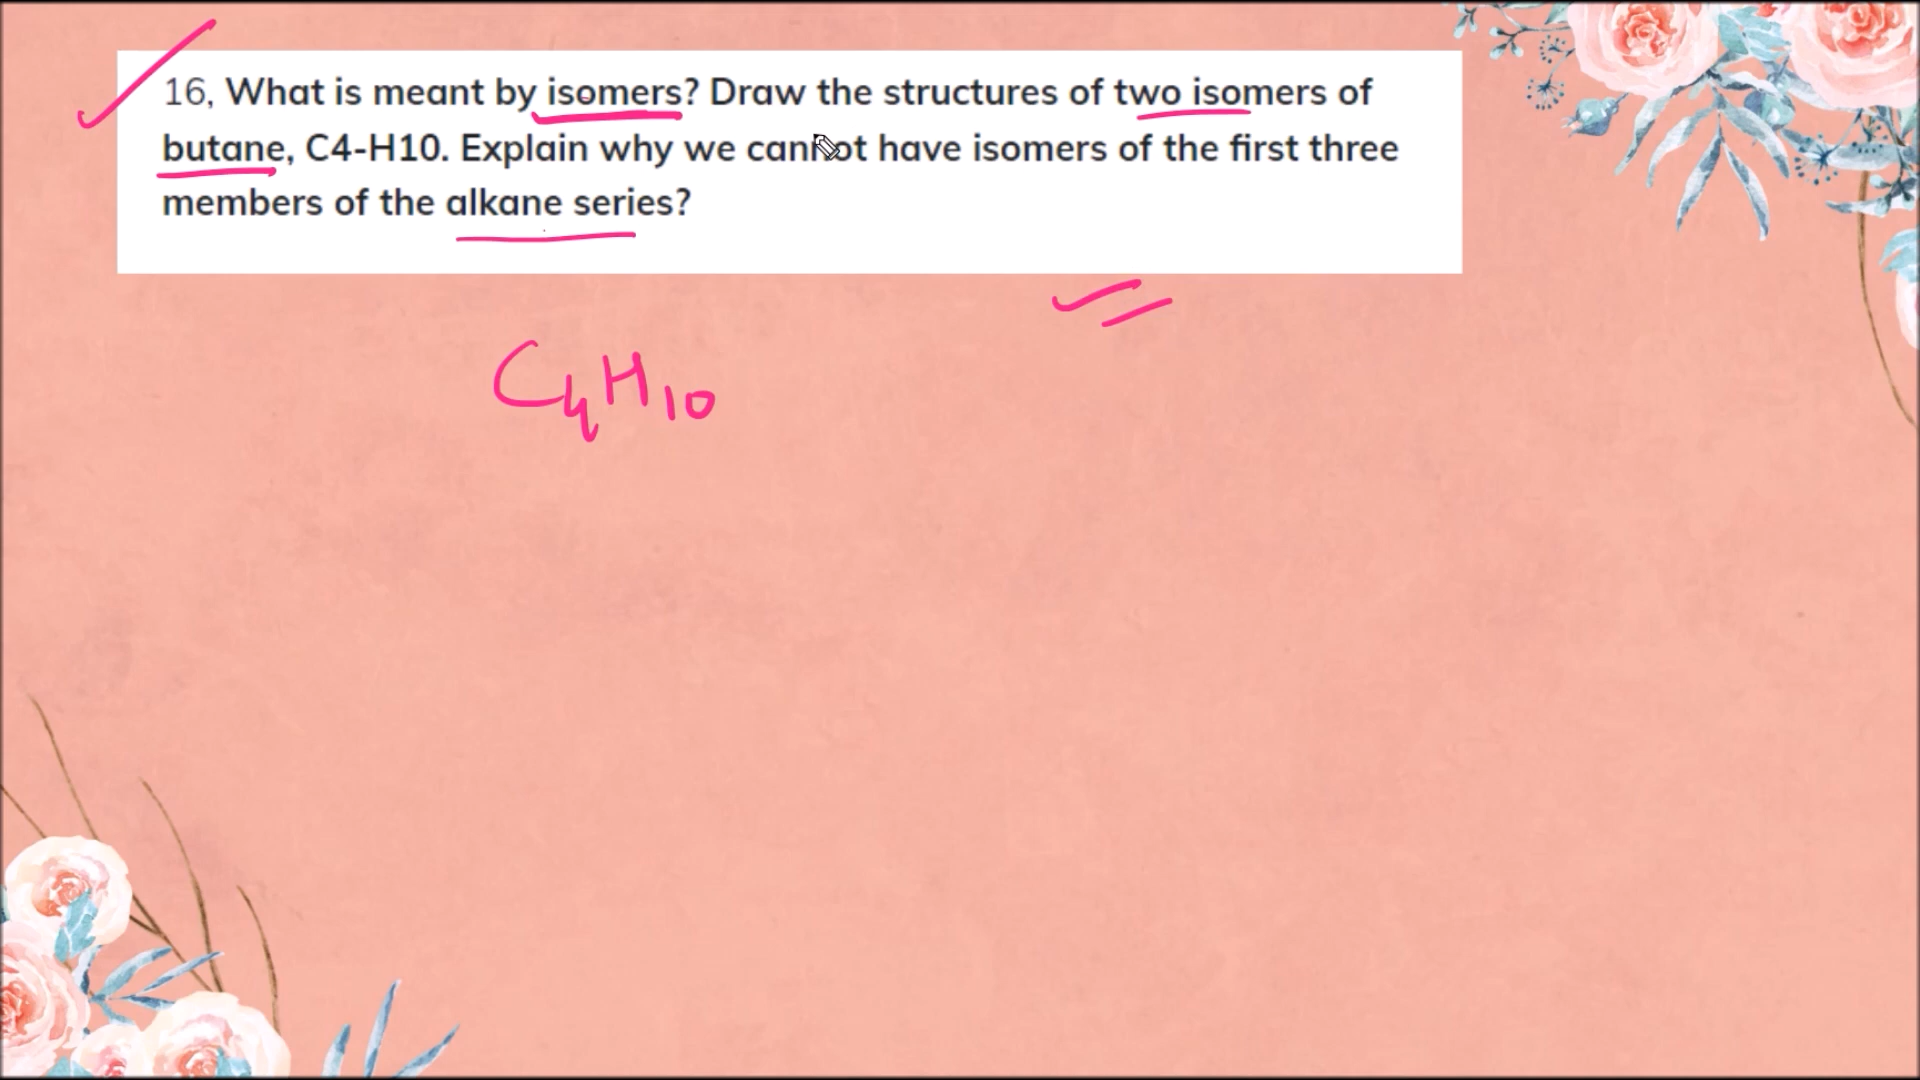 16, What is meant by isomers? Draw the structures of two isomers of
butane, C4-H10. Explain why we cannot have isomers of the first three
members of the alkane series?
C4H10